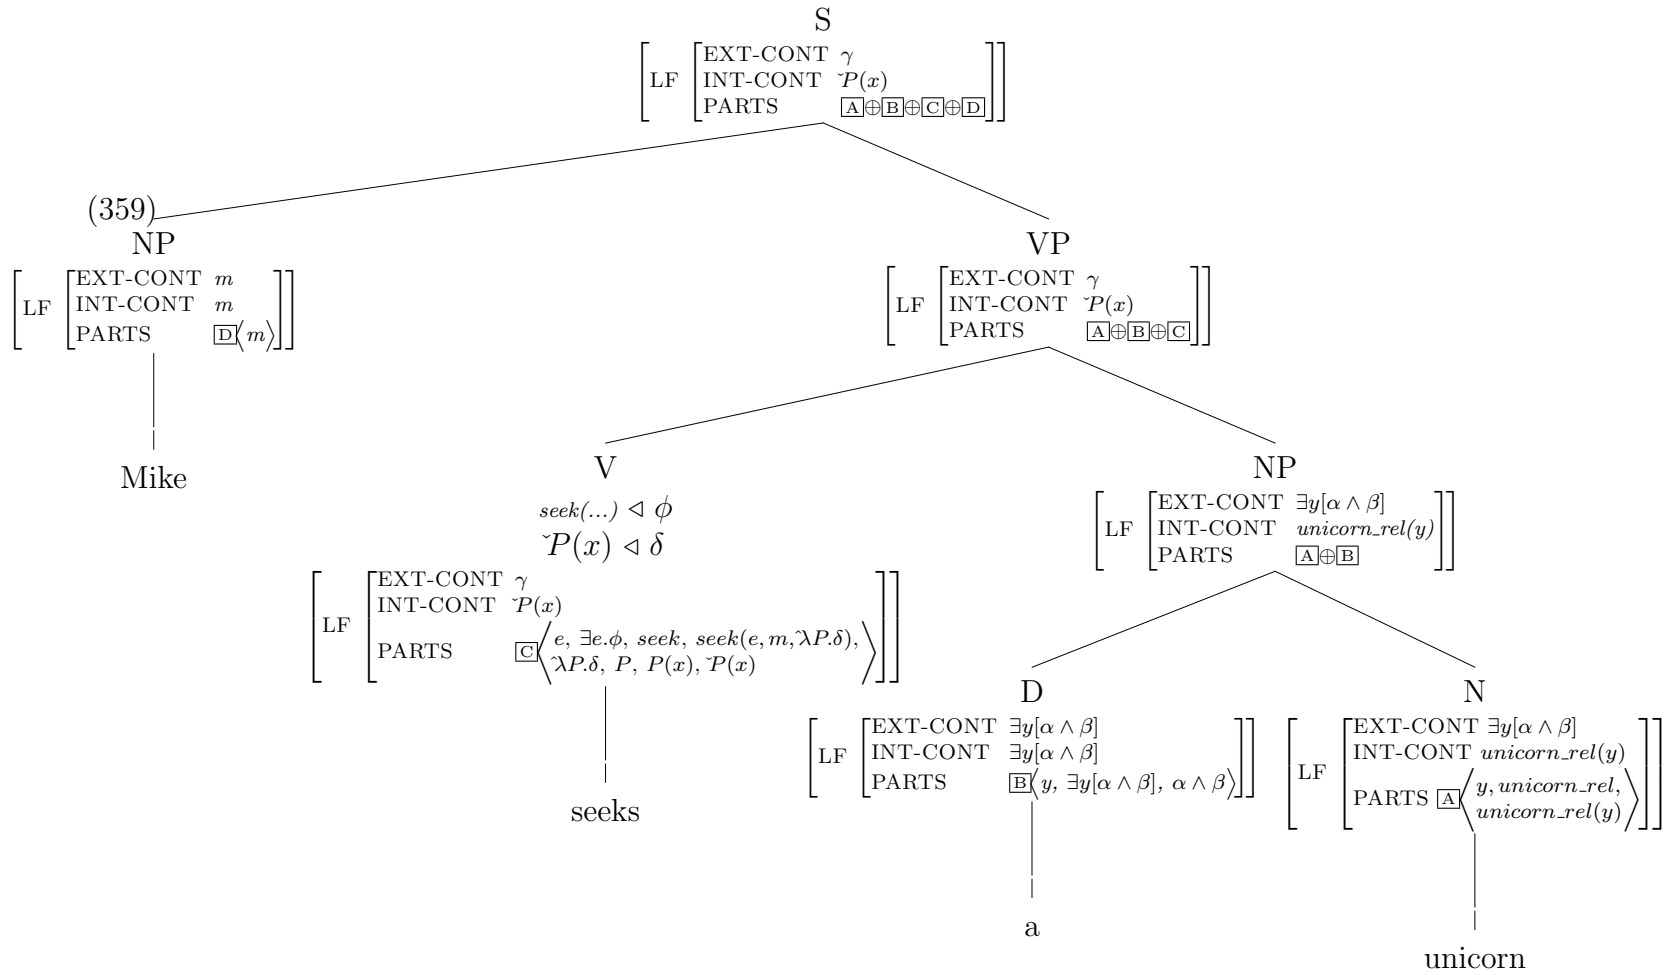 S
LF
EXT-CONT γ
INT-CONT ˇP(x)
PARTS A⊕B⊕C⊕D
(359)
NP
LF
EXT-CONT m
INT-CONT m
PARTS D⟨m⟩
Mike
VP
LF
EXT-CONT γ
INT-CONT ˇP(x)
PARTS A⊕B⊕C
V
seek(...) ◁ ϕ
ˇP(x) ◁ δ
LF
EXT-CONT γ
INT-CONT ˇP(x)
PARTS C⟨e, ∃e.ϕ, seek, seek(e, m,ˆλP.δ),
ˆλP.δ, P, P(x), ˇP(x)⟩
seeks
NP
LF
EXT-CONT ∃y[α ∧ β]
INT-CONT unicorn_rel(y)
PARTS A⊕B
D
LF
EXT-CONT ∃y[α ∧ β]
INT-CONT ∃y[α ∧ β]
PARTS B⟨y, ∃y[α ∧ β], α ∧ β⟩
a
N
LF
EXT-CONT ∃y[α ∧ β]
INT-CONT unicorn_rel(y)
PARTS A⟨y, unicorn_rel,
unicorn_rel(y)⟩
unicorn